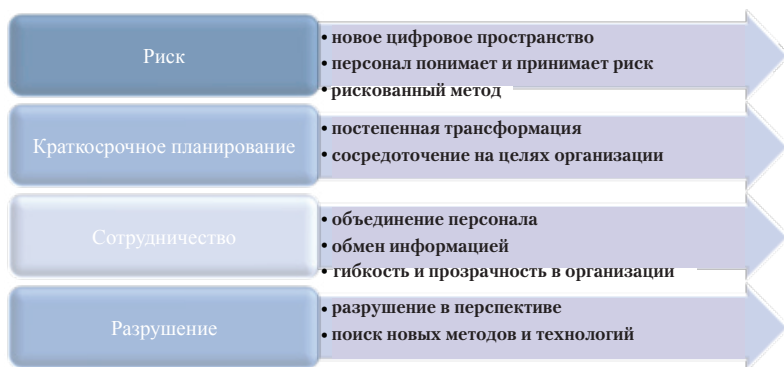 Риск
• новое цифровое пространство
• персонал понимает и принимает риск
• рискованный метод
Краткосрочное планирование
• постепенная трансформация
• сосредоточение на целях организации
Сотрудничество
• объединение персонала
• обмен информацией
• гибкость и прозрачность в организации
Разрушение
• разрушение в перспективе
• поиск новых методов и технологий